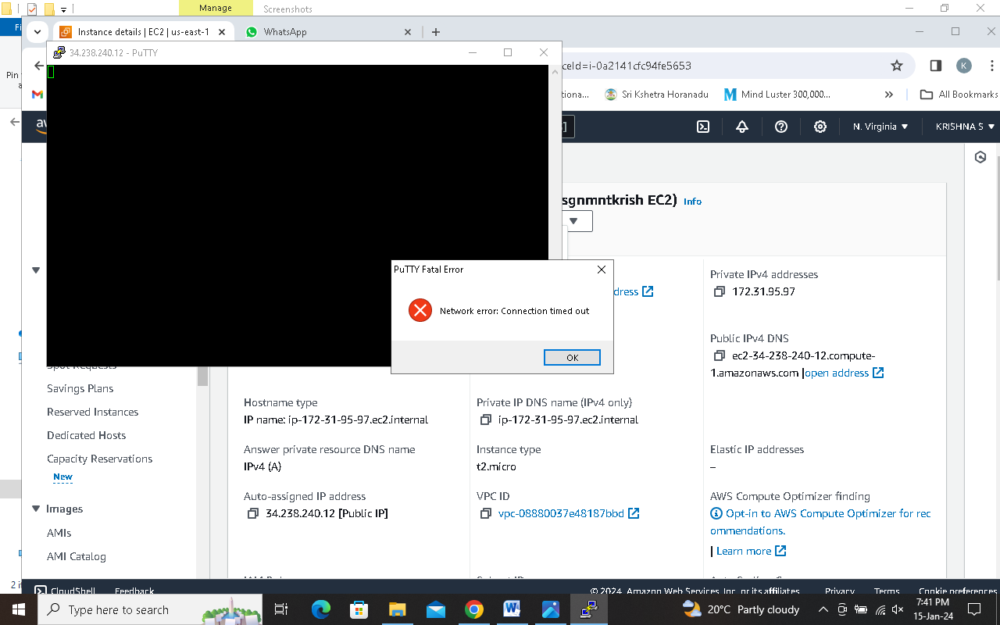 Manage
Screenshots
Fi
Instance details | EC2 | us-east-1
WhatsApp
34.238.240.12 - PuTTY
ceId=i-0a2141cfc94fe5653
K
Pin
a
tiona...
Sri Kshetra Horanadu
Mind Luster 300,000...
All Bookmarks
aw
s]
N. Virginia
KRISHNA S
sgnmntkrish EC2)
Info
PuTTY Fatal Error
Network error: Connection timed out
OK
dress
Private IPv4 addresses
172.31.95.97
Public IPv4 DNS
ec2-34-238-240-12.compute-
1.amazonaws.com |open address
Spot Requests
Savings Plans
Reserved Instances
Dedicated Hosts
Capacity Reservations
New
Images
AMIs
AMI Catalog
Hostname type
IP name: ip-172-31-95-97.ec2.internal
Private IP DNS name (IPv4 only)
ip-172-31-95-97.ec2.internal
Answer private resource DNS name
IPv4 (A)
Instance type
t2.micro
Elastic IP addresses
–
Auto-assigned IP address
34.238.240.12 [Public IP]
VPC ID
vpc-08880037e48187bbd
AWS Compute Optimizer finding
Opt-in to AWS Compute Optimizer for rec
ommendations.
| Learn more
2 it
CloudShell
Feedback
© 2024, Amazon Web Services, Inc. or its affiliates.
Privacy
Terms
Cookie preferences
Type here to search
20°C Partly cloudy
7:41 PM
15-Jan-24